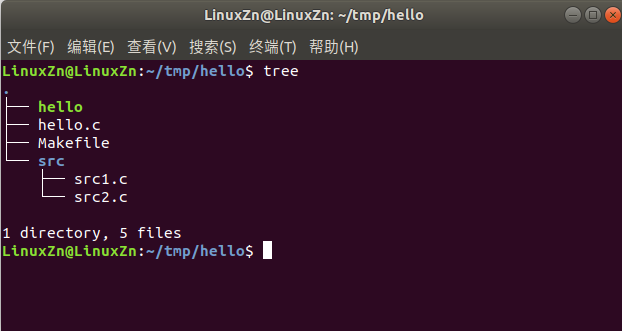 LinuxZn@LinuxZn: ~/tmp/hello
文件(F) 编辑(E) 查看(V) 搜索(S) 终端(T) 帮助(H)
LinuxZn@LinuxZn:~/tmp/hello$ tree
.
├── hello
├── hello.c
├── Makefile
└── src
    ├── src1.c
    └── src2.c
1 directory, 5 files
LinuxZn@LinuxZn:~/tmp/hello$